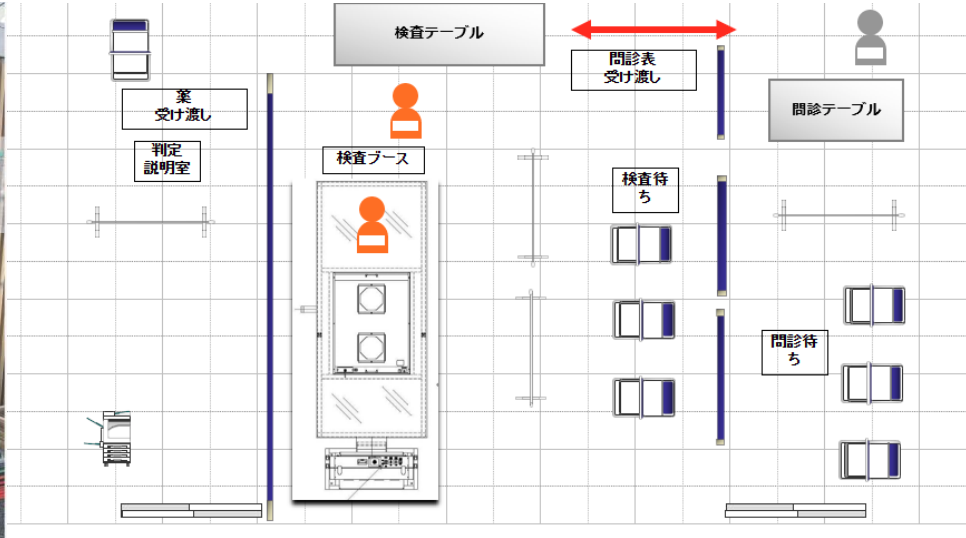 検査テーブル
問診表
受け渡し
問診テーブル
薬
受け渡し
判定
説明室
検査ブース
検査待
ち
問診待
ち